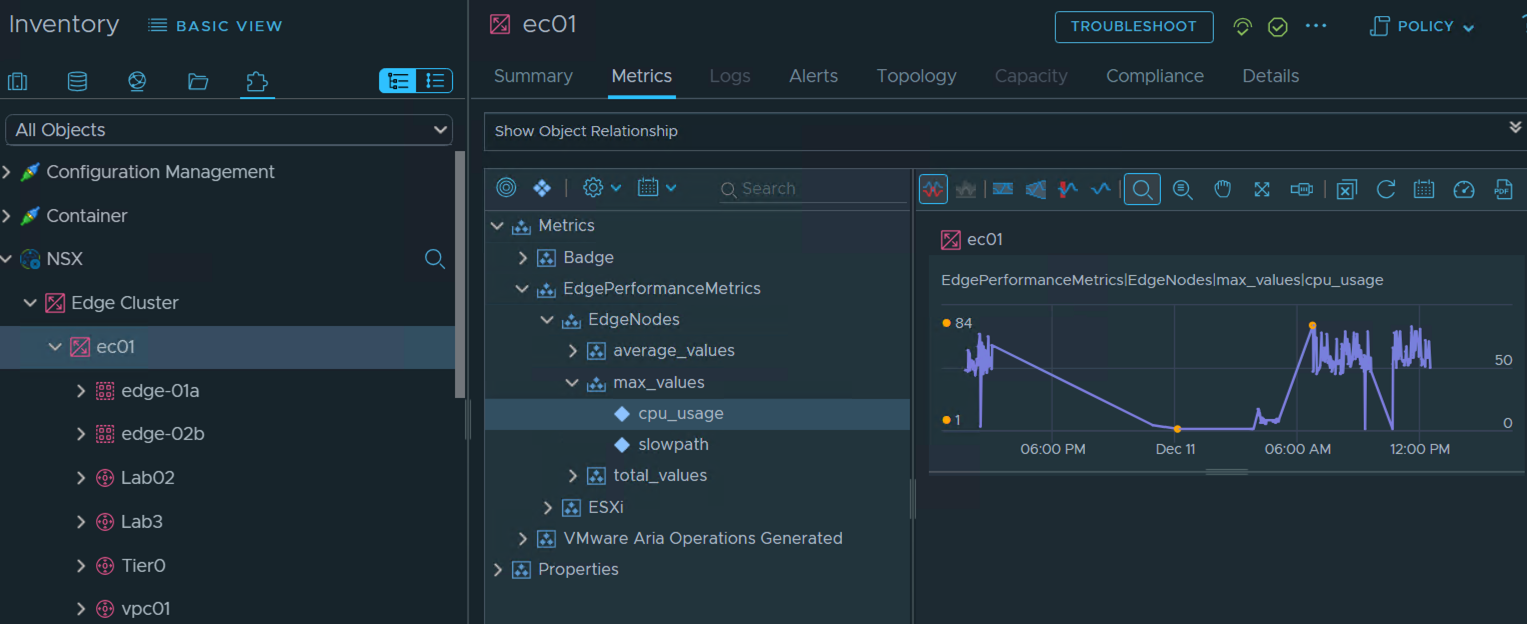 Inventory
BASIC VIEW
All Objects
Configuration Management
Container
NSX
Edge Cluster
ec01
edge-01a
edge-02b
Lab02
Lab3
Tier0
vpc01
ec01
TROUBLESHOOT
POLICY
?
Summary
Metrics
Logs
Alerts
Topology
Capacity
Compliance
Details
Show Object Relationship
Search
Metrics
Badge
EdgePerformanceMetrics
EdgeNodes
average_values
max_values
cpu_usage
slowpath
total_values
ESXi
VMware Aria Operations Generated
Properties
PDF
ec01
EdgePerformanceMetrics|EdgeNodes|max_values|cpu_usage
84
50
1
0
06:00 PM
Dec 11
06:00 AM
12:00 PM